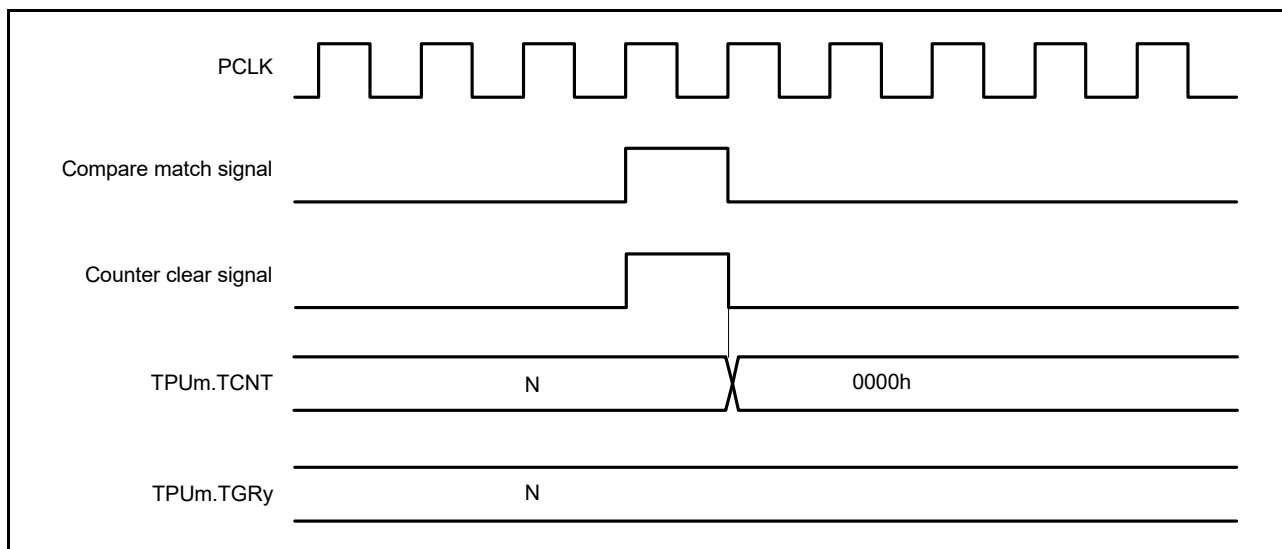 PCLK
Compare match signal
Counter clear signal
TPUm.TCNT
N
0000h
TPUm.TGRy
N